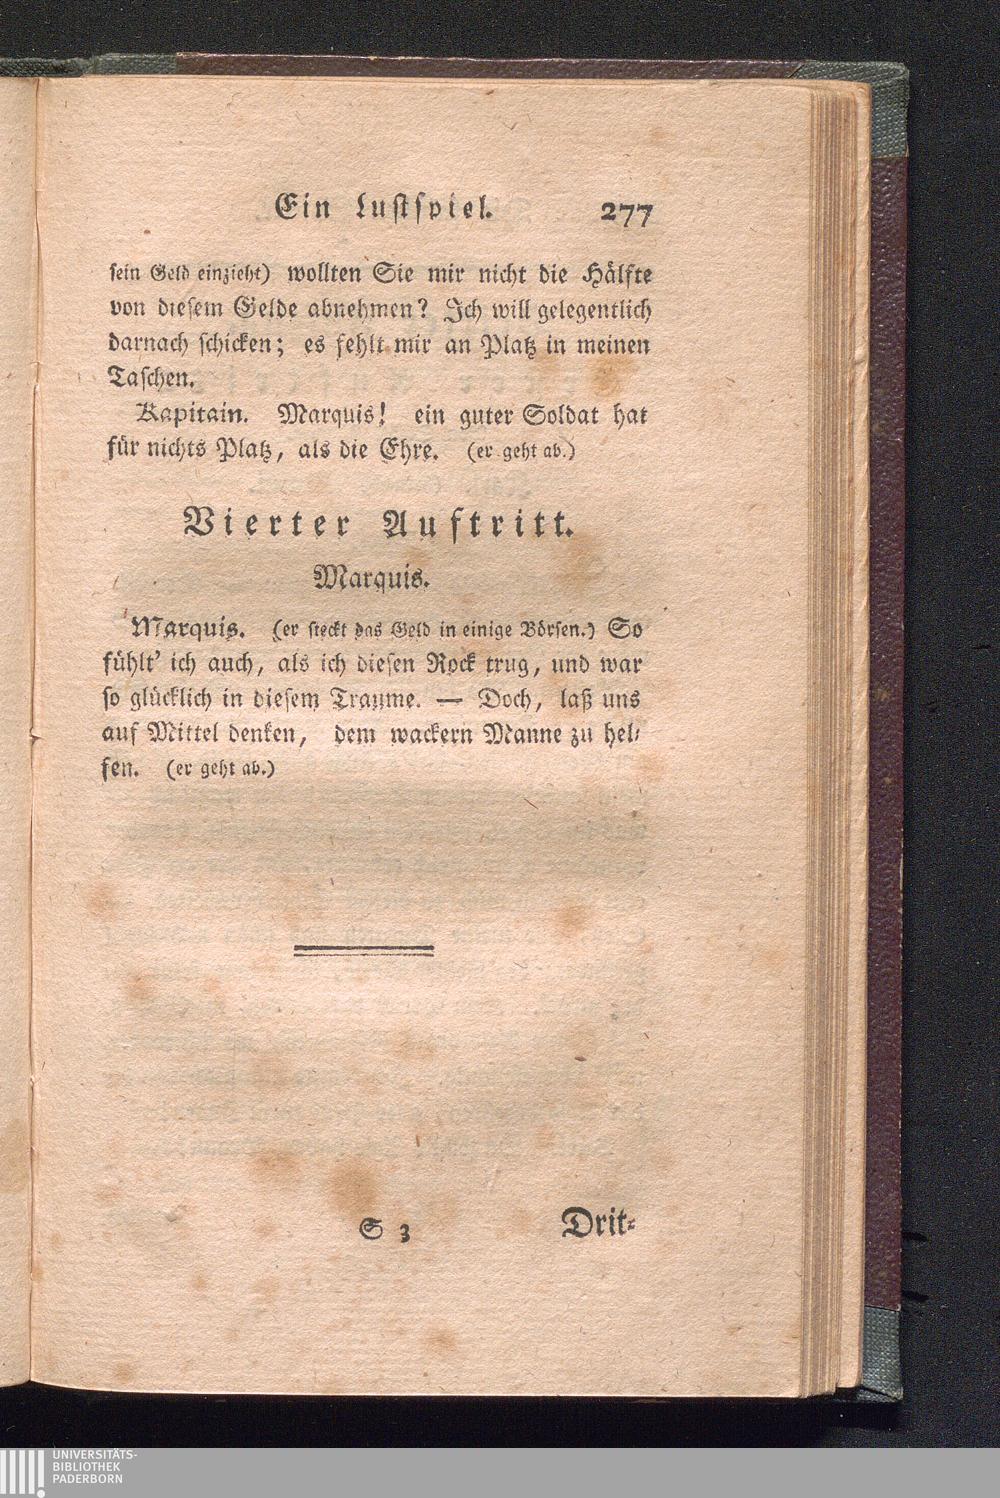 Ein Lustspiel. 277
sein Geld einzieht) wollten Sie mir nicht die Hälfte
von diesem Gelde abnehmen? Ich will gelegentlich
darnach schicken; es fehlt mir an Platz in meinen
Taschen.
Kapitain. Marquis! ein guter Soldat hat
für nichts Platz, als die Ehre. (er geht ab.)
Vierter Auftritt.
Marquis.
Marquis. (er steckt das Geld in einige Börsen.) So
fühlt' ich auch, als ich diesen Rock trug, und war
so glücklich in diesem Traume. — Doch, laß uns
auf Mittel denken, dem wackern Manne zu hel-
fen. (er geht ab.)
S 3 Drit-
UNIVERSITÄTS-
BIBLIOTHEK
PADERBORN